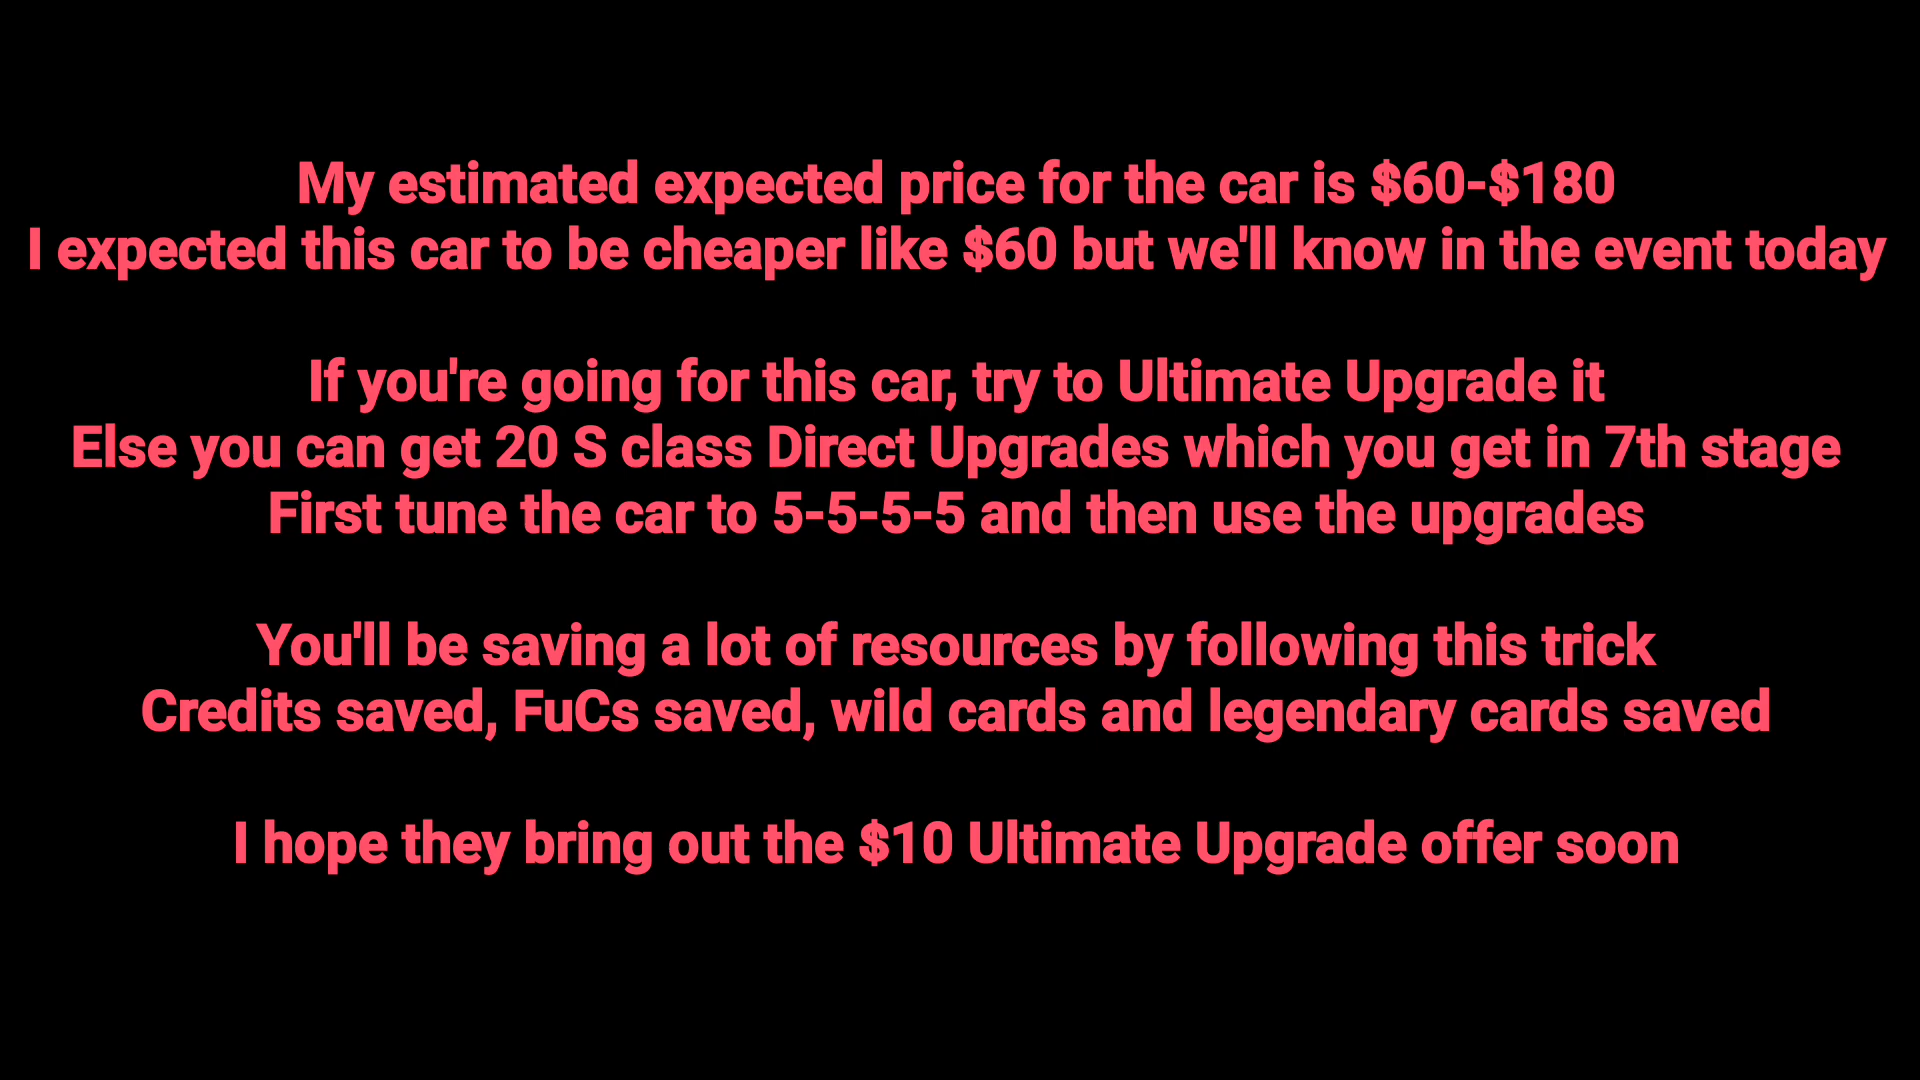 My estimated expected price for the car is $60-$180
I expected this car to be cheaper like $60 but we'll know in the event today
If you're going for this car, try to Ultimate Upgrade it
Else you can get 20 S class Direct Upgrades which you get in 7th stage
First tune the car to 5-5-5-5 and then use the upgrades
You'll be saving a lot of resources by following this trick
Credits saved, FuCs saved, wild cards and legendary cards saved
I hope they bring out the $10 Ultimate Upgrade offer soon